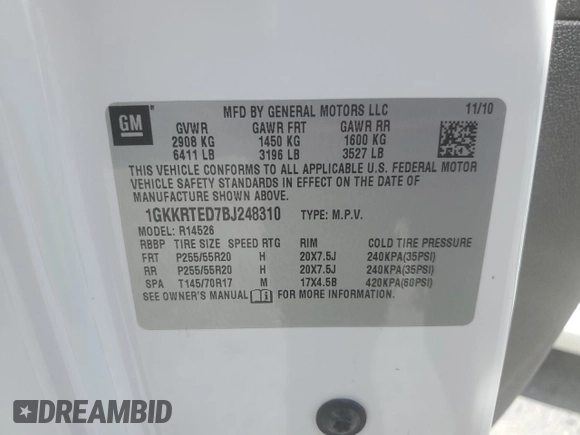 GM
MFD BY GENERAL MOTORS LLC 11/10
GVWR GAWR FRT GAWR RR
2908 KG 1450 KG 1600 KG
6411 LB 3196 LB 3527 LB
THIS VEHICLE CONFORMS TO ALL APPLICABLE U.S. FEDERAL MOTOR
VEHICLE SAFETY STANDARDS IN EFFECT ON THE DATE OF
MANUFACTURE SHOWN ABOVE.
1GKKRTED7BJ248310 TYPE: M.P.V.
MODEL: R14526
RBBP TIRE SIZE SPEED RTG RIM COLD TIRE PRESSURE
FRT P255/55R20 H 20X7.5J 240KPA(35PSI)
RR P255/55R20 H 20X7.5J 240KPA(35PSI)
SPA T145/70R17 M 17X4.5B 420KPA(60PSI)
SEE OWNER'S MANUAL FOR MORE INFORMATION.
DREAMBID